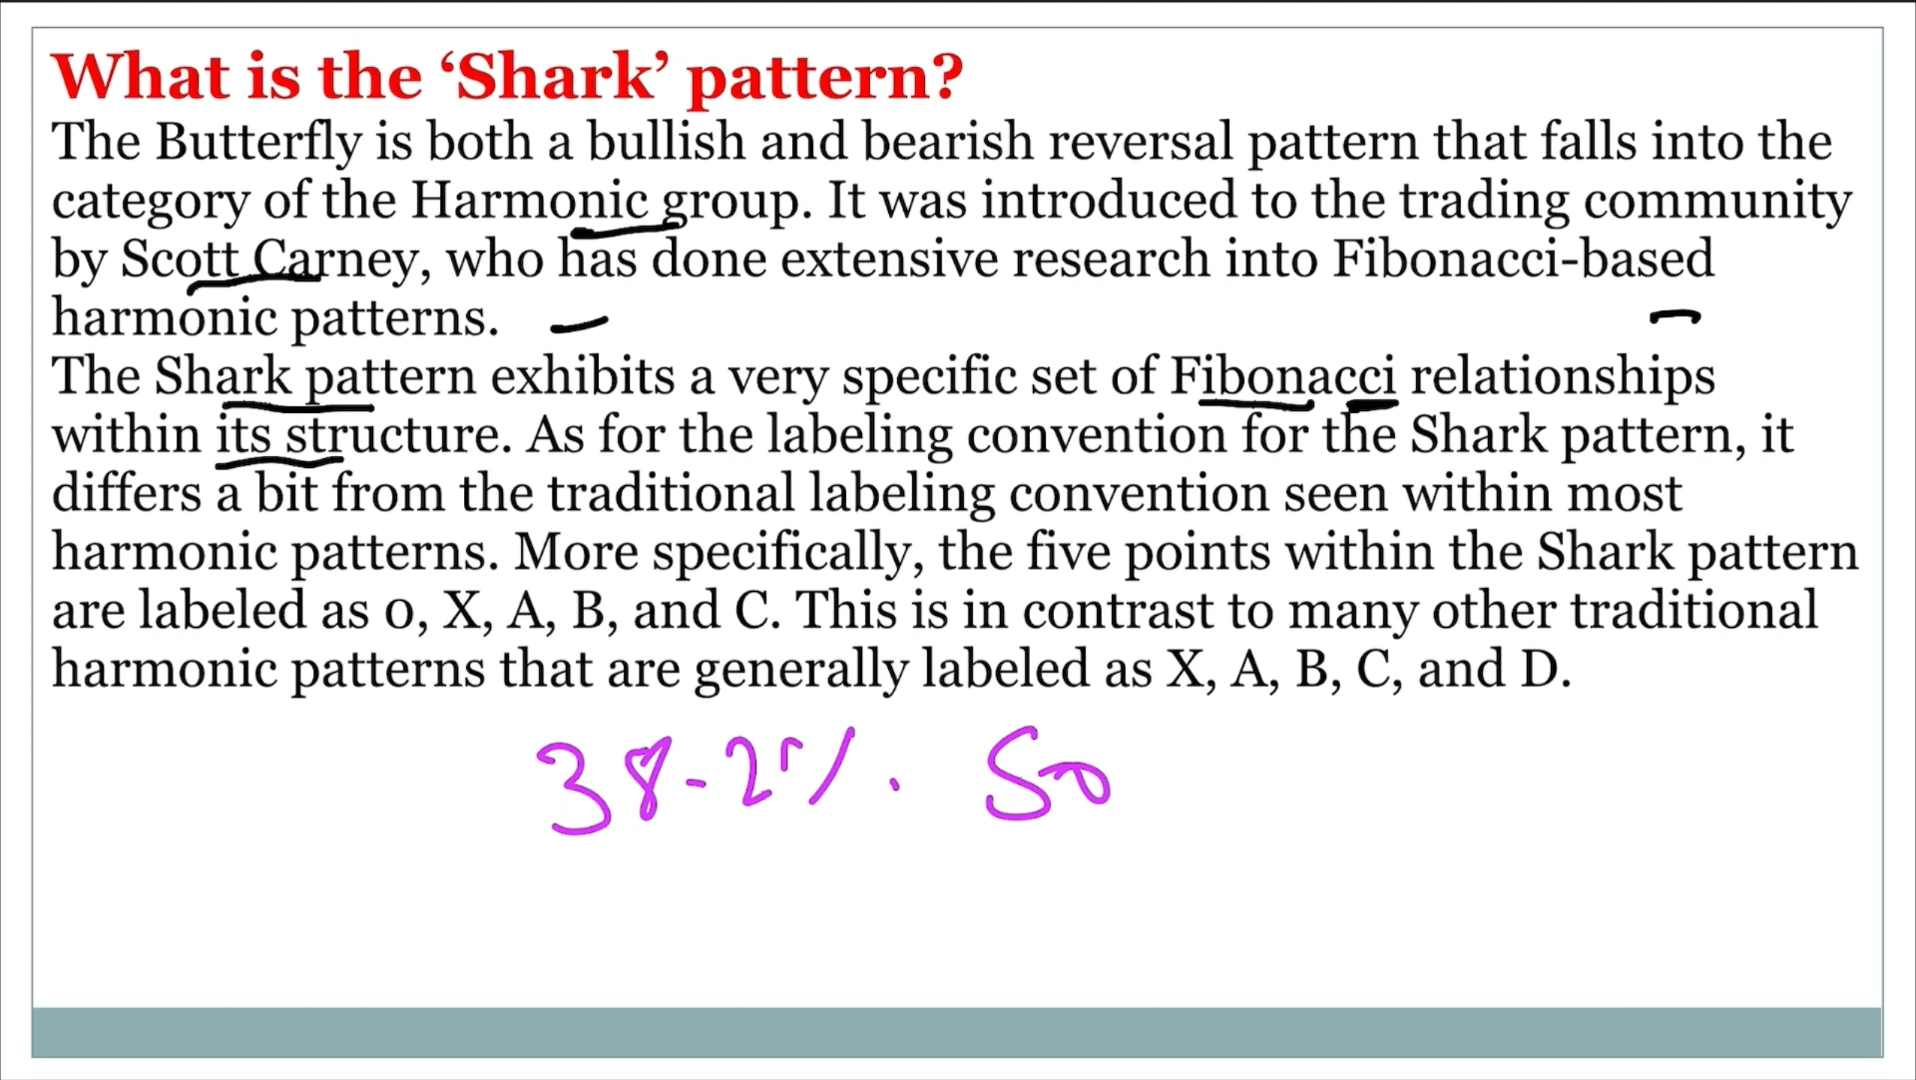 What is the ‘Shark’ pattern?
The Butterfly is both a bullish and bearish reversal pattern that falls into the
category of the Harmonic group. It was introduced to the trading community
by Scott Carney, who has done extensive research into Fibonacci-based
harmonic patterns.
The Shark pattern exhibits a very specific set of Fibonacci relationships
within its structure. As for the labeling convention for the Shark pattern, it
differs a bit from the traditional labeling convention seen within most
harmonic patterns. More specifically, the five points within the Shark pattern
are labeled as 0, X, A, B, and C. This is in contrast to many other traditional
harmonic patterns that are generally labeled as X, A, B, C, and D.
38-2%. 50